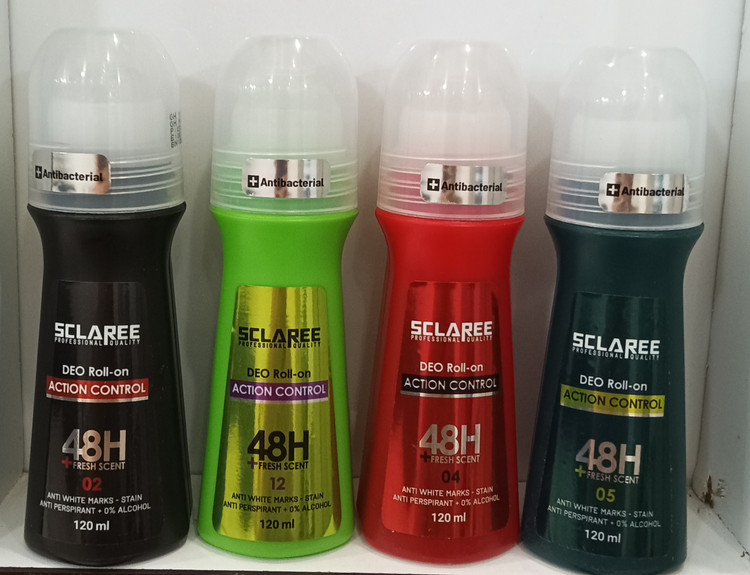 Antibacterial
SCLAREE
PROFESSIONAL QUALITY
DEO Roll-on
ACTION CONTROL
48H
+FRESH SCENT
02
ANTI WHITE MARKS - STAIN
ANTI PERSPIRANT + 0% ALCOHOL
120 ml
Antibacterial
SCLAREE
PROFESSIONAL QUALITY
DEO Roll-on
ACTION CONTROL
48H
+FRESH SCENT
12
ANTI WHITE MARKS - STAIN
ANTI PERSPIRANT + 0% ALCOHOL
120 ml
Antibacterial
SCLAREE
PROFESSIONAL QUALITY
DEO Roll-on
ACTION CONTROL
48H
+FRESH SCENT
04
ANTI WHITE MARKS - STAIN
ANTI PERSPIRANT + 0% ALCOHOL
120 ml
Antibacterial
SCLAREE
PROFESSIONAL QUALITY
DEO Roll-on
ACTION CONTROL
48H
+FRESH SCENT
05
ANTI WHITE MARKS - STAIN
ANTI PERSPIRANT + 0% ALCOHOL
120 ml